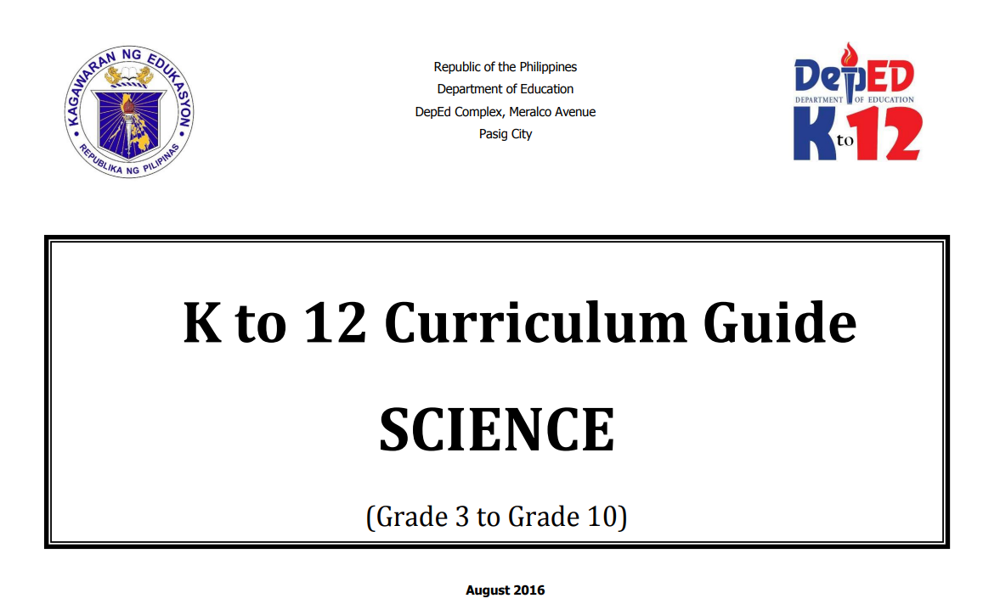 KAGAWARAN NG EDUKASYON
REPUBLIKA NG PILIPINAS
Republic of the Philippines
Department of Education
DepEd Complex, Meralco Avenue
Pasig City
DepED
DEPARTMENT OF EDUCATION
K to 12
K to 12 Curriculum Guide
SCIENCE
(Grade 3 to Grade 10)
August 2016